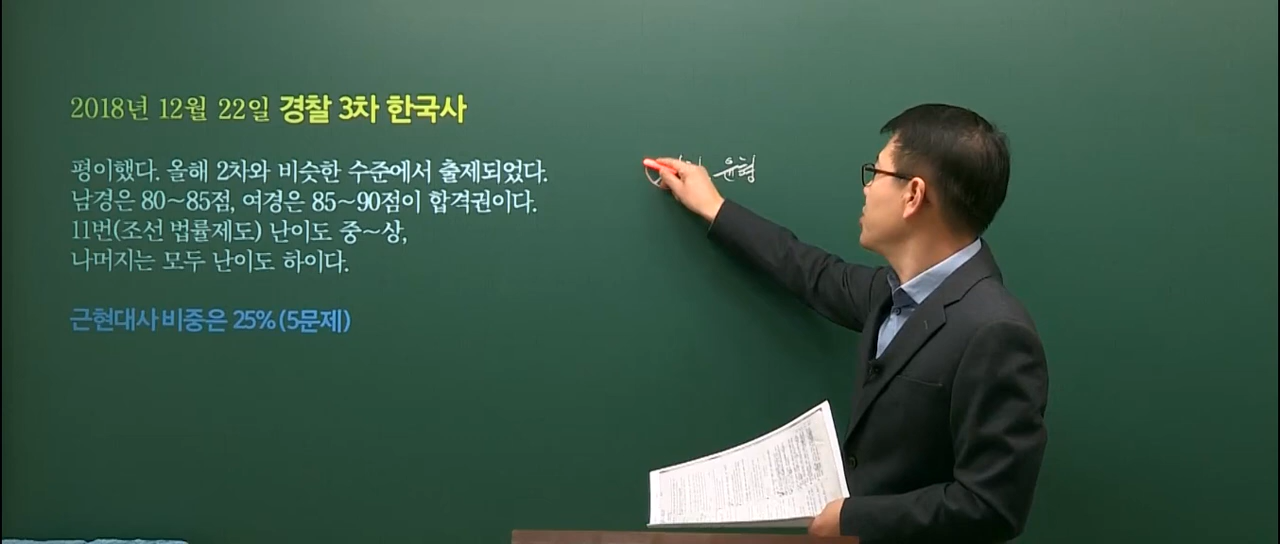 2018년 12월 22일 경찰 3차 한국사
평이했다. 올해 2차와 비슷한 수준에서 출제되었다.
남경은 80~85점, 여경은 85~90점이 합격권이다.
11번(조선 법률제도) 난이도 중~상,
나머지는 모두 난이도 하이다.
근현대사 비중은 25% (5문제)